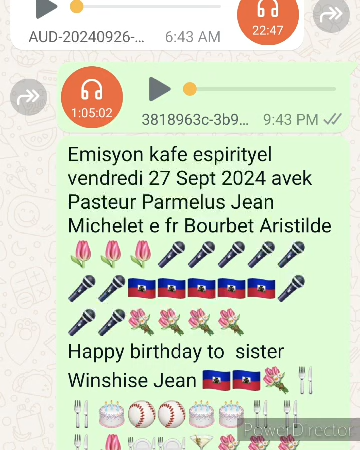 AUD-20240926-... 6:43 AM
22:47
1:05:02
3818963c-3b9... 9:43 PM
Emisyon kafe espirityel
vendredi 27 Sept 2024 avek
Pasteur Parmelus Jean
Michelet e fr Bourbet Aristilde
🌷🌷🌷🎤🎤🎤🎤🎤
🎤🎤🇭🇹🇭🇹🇭🇹🇭🇹🇭🇹🎤
🎤🎤💐💐💐💐
Happy birthday to sister
Winshise Jean 🇭🇹🇭🇹💐🍴
PowerDirector